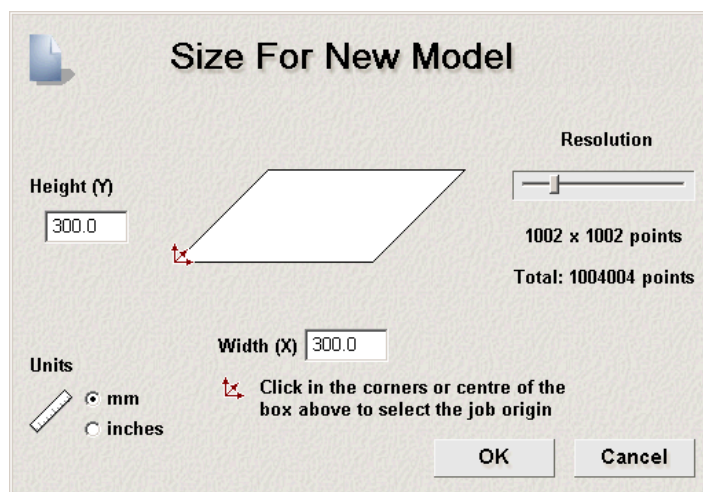 Size For New Model
Resolution
Height (Y)
300.0
1002 x 1002 points
Total: 1004004 points
Width (X) 300.0
Units
mm
inches
Click in the corners or centre of the
box above to select the job origin
OK
Cancel